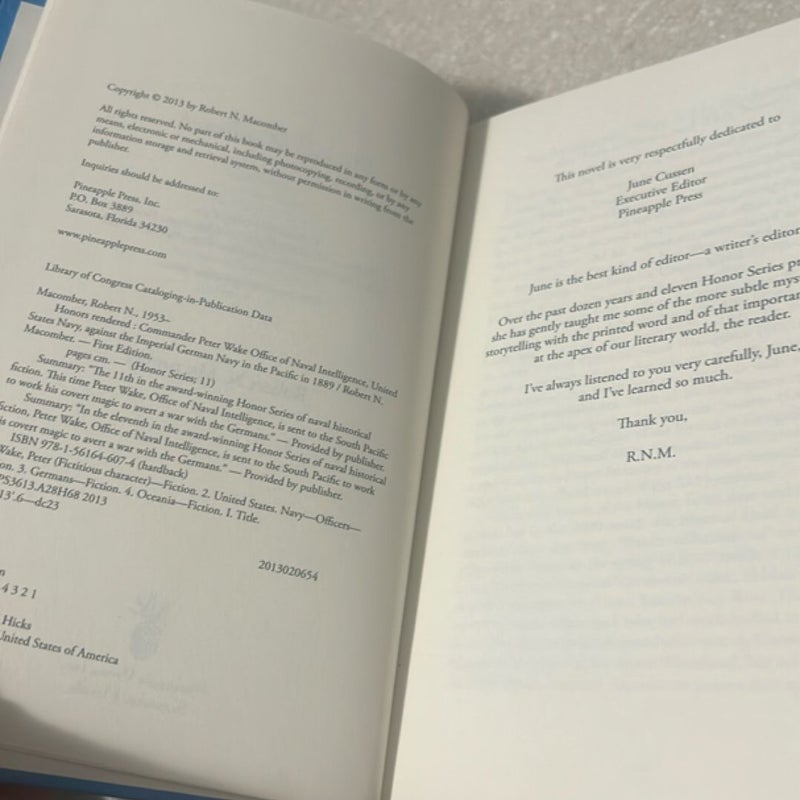 Copyright © 2013 by Robert N. Macomber
All rights reserved. No part of this book may be reproduced in any form or by any
means, electronic or mechanical, including photocopying, recording, or by any
information storage and retrieval system, without permission in writing from the
publisher.
Inquiries should be addressed to:
Pineapple Press, Inc.
P.O. Box 3889
Sarasota, Florida 34230
www.pineapplepress.com
Library of Congress Cataloging-in-Publication Data
Macomber, Robert N., 1953–
Honors rendered : Commander Peter Wake Office of Naval Intelligence, United
States Navy, against the Imperial German Navy in the Pacific in 1889 / Robert N.
Macomber. — First Edition.
pages cm. — (Honor Series; 11)
Summary: "The 11th in the award-winning Honor Series of naval historical
fiction. This time Peter Wake, Office of Naval Intelligence, is sent to the South Pacific
to work his covert magic to avert a war with the Germans." — Provided by publisher.
Summary: "In the eleventh in the award-winning Honor Series of naval historical
fiction, Peter Wake, Office of Naval Intelligence, is sent to the South Pacific to work
is covert magic to avert a war with the Germans." — Provided by publisher.
ISBN 978-1-56164-607-4 (hardback)
Wake, Peter (Fictitious character)—Fiction. 2. United States. Navy—Officers—
on. 3. Germans—Fiction. 4. Oceania—Fiction. I. Title.
PS3613.A28H68 2013
13'.6—dc23
2013020654
n
4 3 2 1
Hicks
United States of America
This novel is very respectfully dedicated to
June Cussen
Executive Editor
Pineapple Press
June is the best kind of editor—a writer's editor
Over the past dozen years and eleven Honor Series p
she has gently taught me some of the more subtle mys
storytelling with the printed word and of that importan
at the apex of our literary world, the reader.
I've always listened to you very carefully, June,
and I've learned so much.
Thank you,
R.N.M.